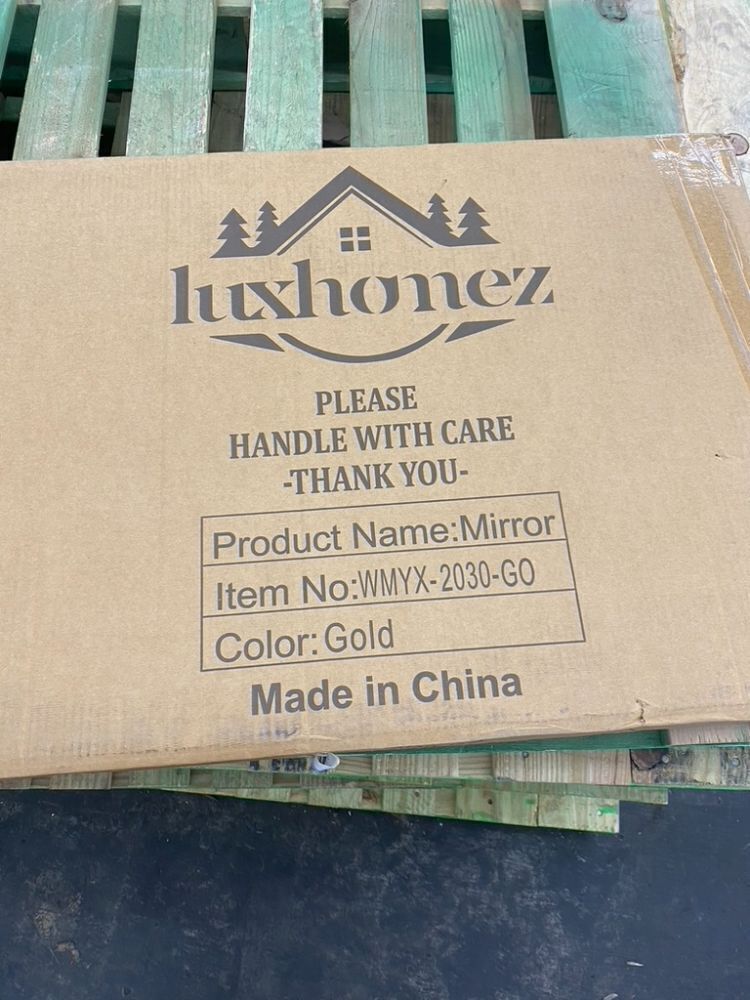 luxhomez
PLEASE
HANDLE WITH CARE
-THANK YOU-
Product Name:Mirror
Item No:WMYX-2030-GO
Color:Gold
Made in China